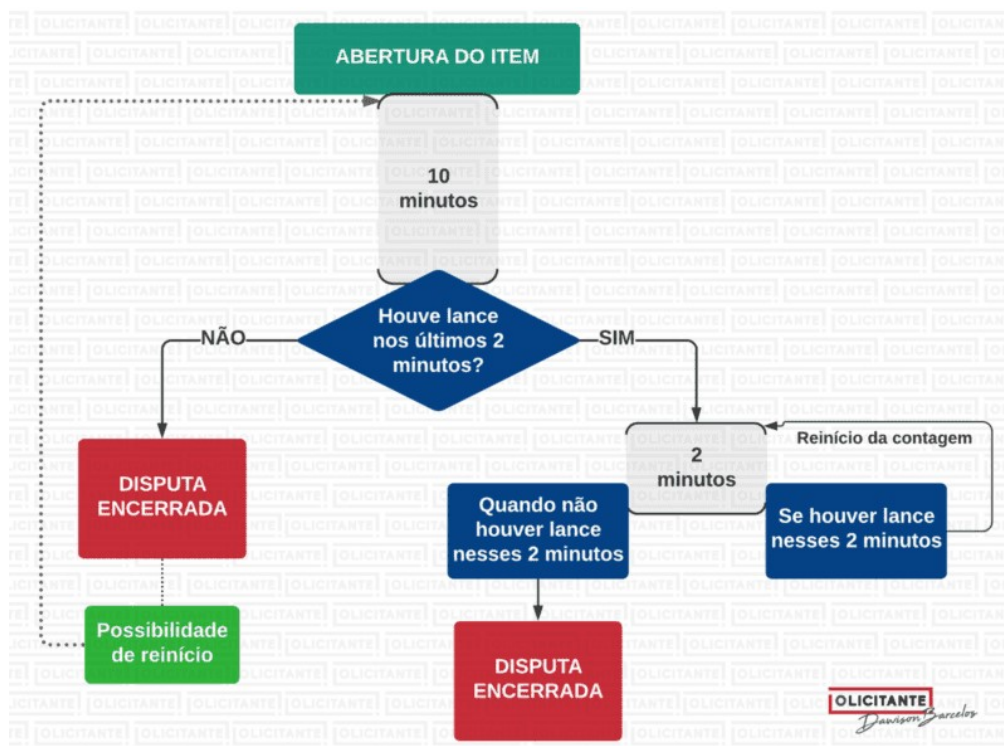 ABERTURA DO ITEM
10
minutos
Houve lance
nos últimos 2
minutos?
NÃO
SIM
DISPUTA
ENCERRADA
Possibilidade
de reinício
2
minutos
Reinício da contagem
Quando não
houver lance
nesses 2 minutos
Se houver lance
nesses 2 minutos
DISPUTA
ENCERRADA
OLICITANTE
Dawison Barcelos